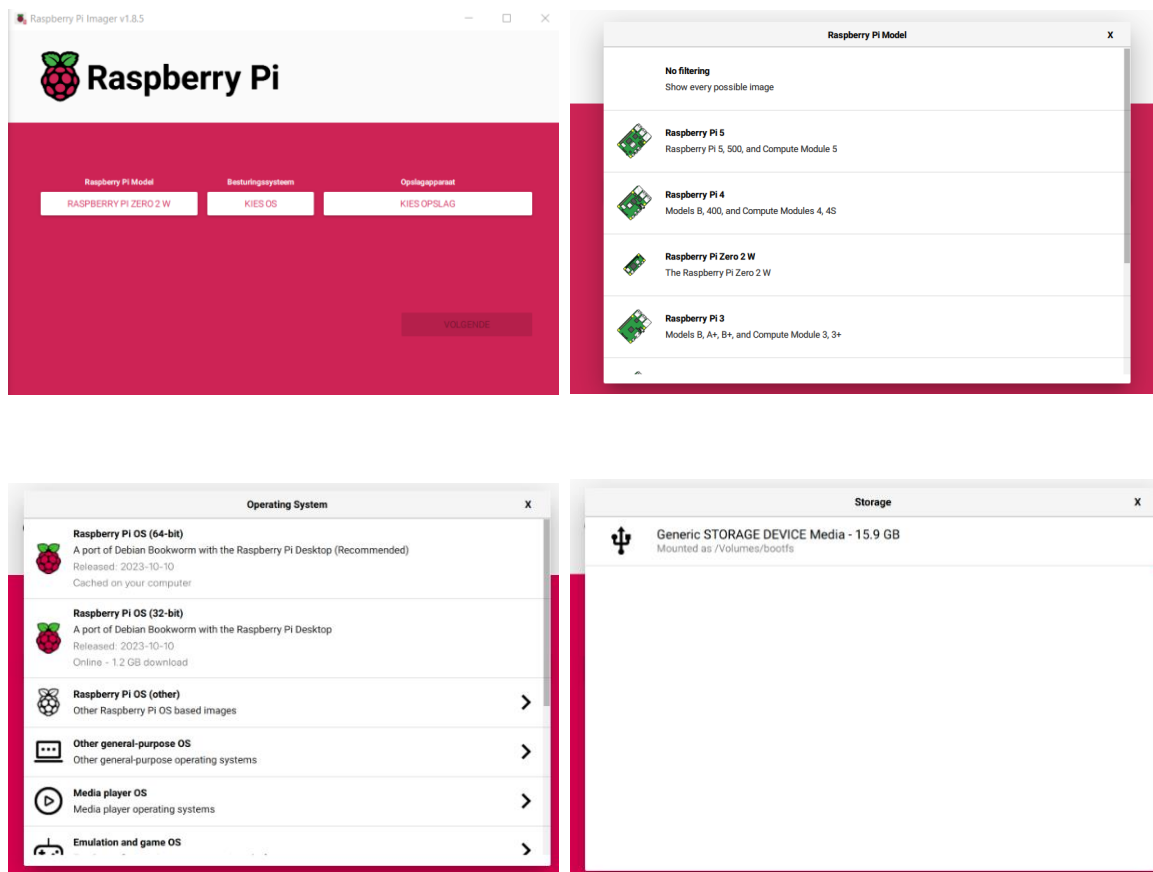 Raspberry Pi Imager v1.8.5
Raspberry Pi
Raspberry Pi Model Besturingssysteem Opslagapparaat
RASPBERRY PI ZERO 2 W KIES OS KIES OPSLAG
VOLGENDE
Raspberry Pi Model X
No filtering
Show every possible image
Raspberry Pi 5
Raspberry Pi 5, 500, and Compute Module 5
Raspberry Pi 4
Models B, 400, and Compute Modules 4, 4S
Raspberry Pi Zero 2 W
The Raspberry Pi Zero 2 W
Raspberry Pi 3
Models B, A+, B+, and Compute Module 3, 3+
Operating System X
Raspberry Pi OS (64-bit)
A port of Debian Bookworm with the Raspberry Pi Desktop (Recommended)
Released: 2023-10-10
Cached on your computer
Raspberry Pi OS (32-bit)
A port of Debian Bookworm with the Raspberry Pi Desktop
Released: 2023-10-10
Online - 1.2 GB download
Raspberry Pi OS (other)
Other Raspberry Pi OS based images
Other general-purpose OS
Other general-purpose operating systems
Media player OS
Media player operating systems
Emulation and game OS
Storage X
Generic STORAGE DEVICE Media - 15.9 GB
Mounted as /Volumes/bootfs